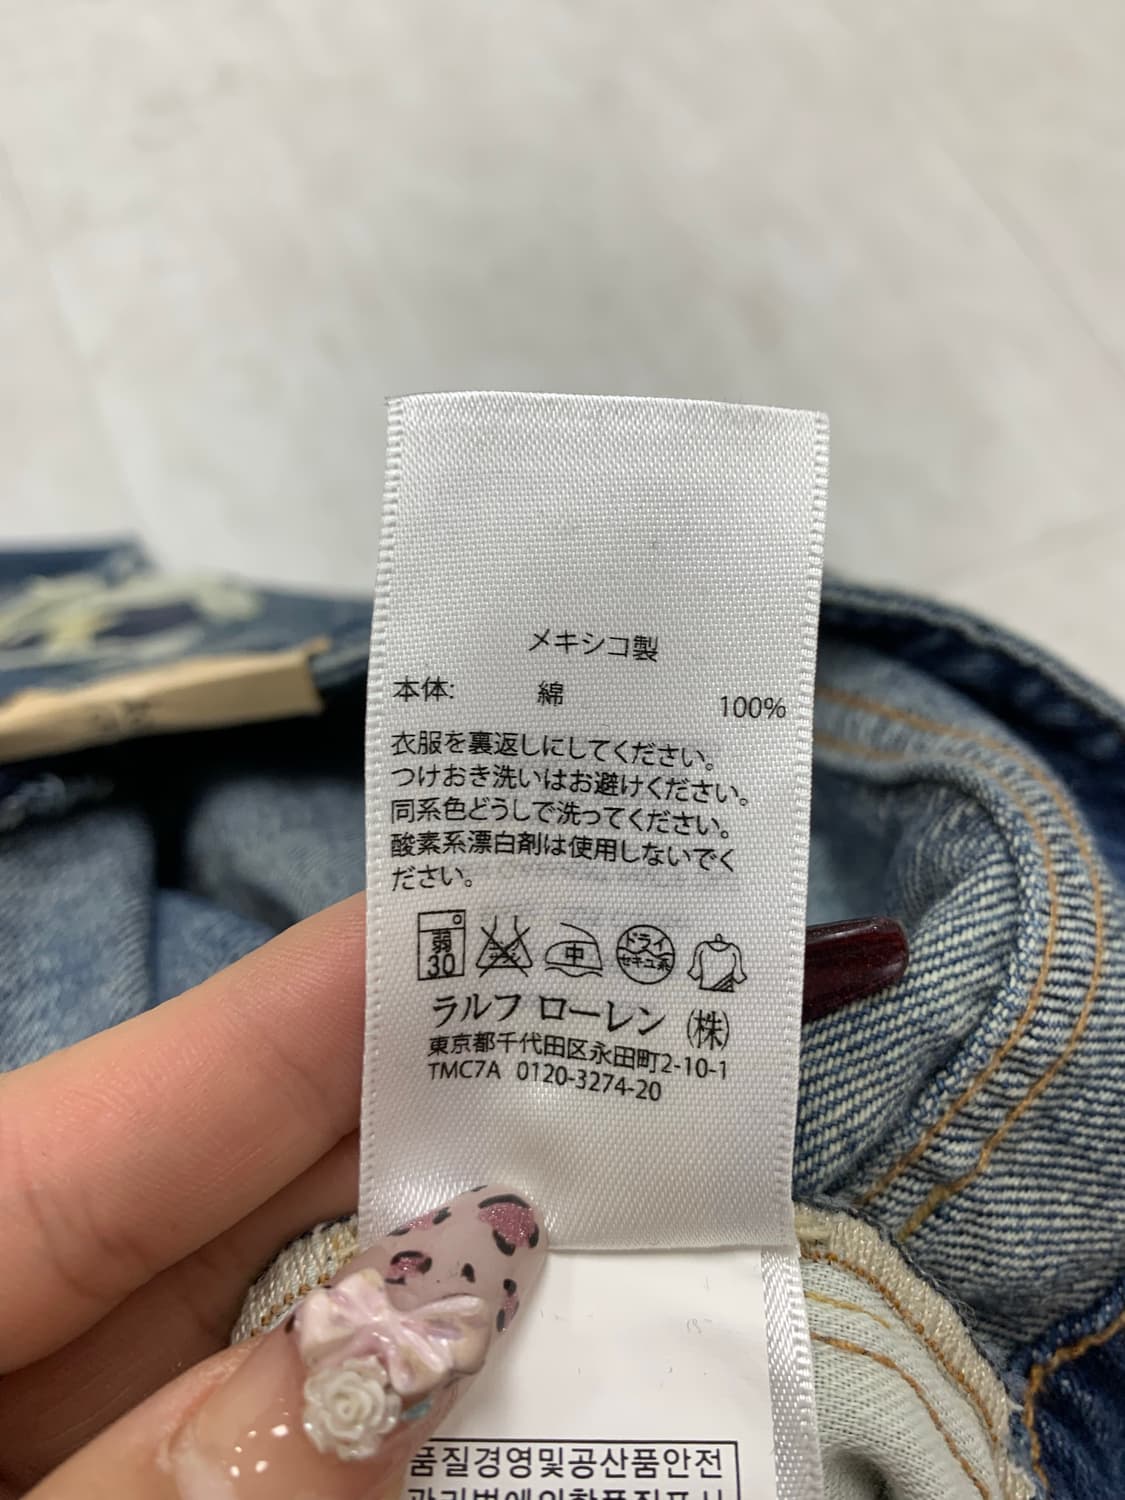 メキシコ製
本体: 綿 100%
衣服を裏返しにしてください。
つけおき洗いはお避けください。
同系色どうしで洗ってください。
酸素系漂白剤は使用しないでく
ださい。
弱 30 中 ドライ セキユ系
ラルフ ローレン (株)
東京都千代田区永田町2-10-1
TMC7A 0120-3274-20
품질경영및공산품안전